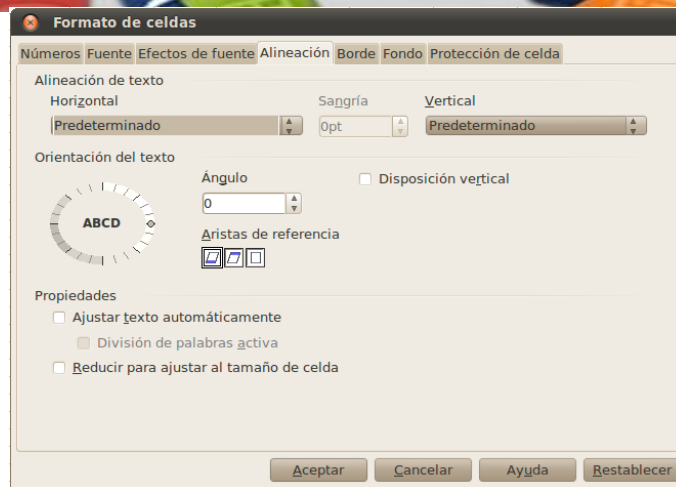 Formato de celdas
Números Fuente Efectos de fuente Alineación Borde Fondo Protección de celda
Alineación de texto
Horizontal Sangría Vertical
Predeterminado 0pt Predeterminado
Orientación del texto
Ángulo
Disposición vertical
0
ABCD
Aristas de referencia
Propiedades
Ajustar texto automáticamente
División de palabras activa
Reducir para ajustar al tamaño de celda
Aceptar Cancelar Ayuda Restablecer